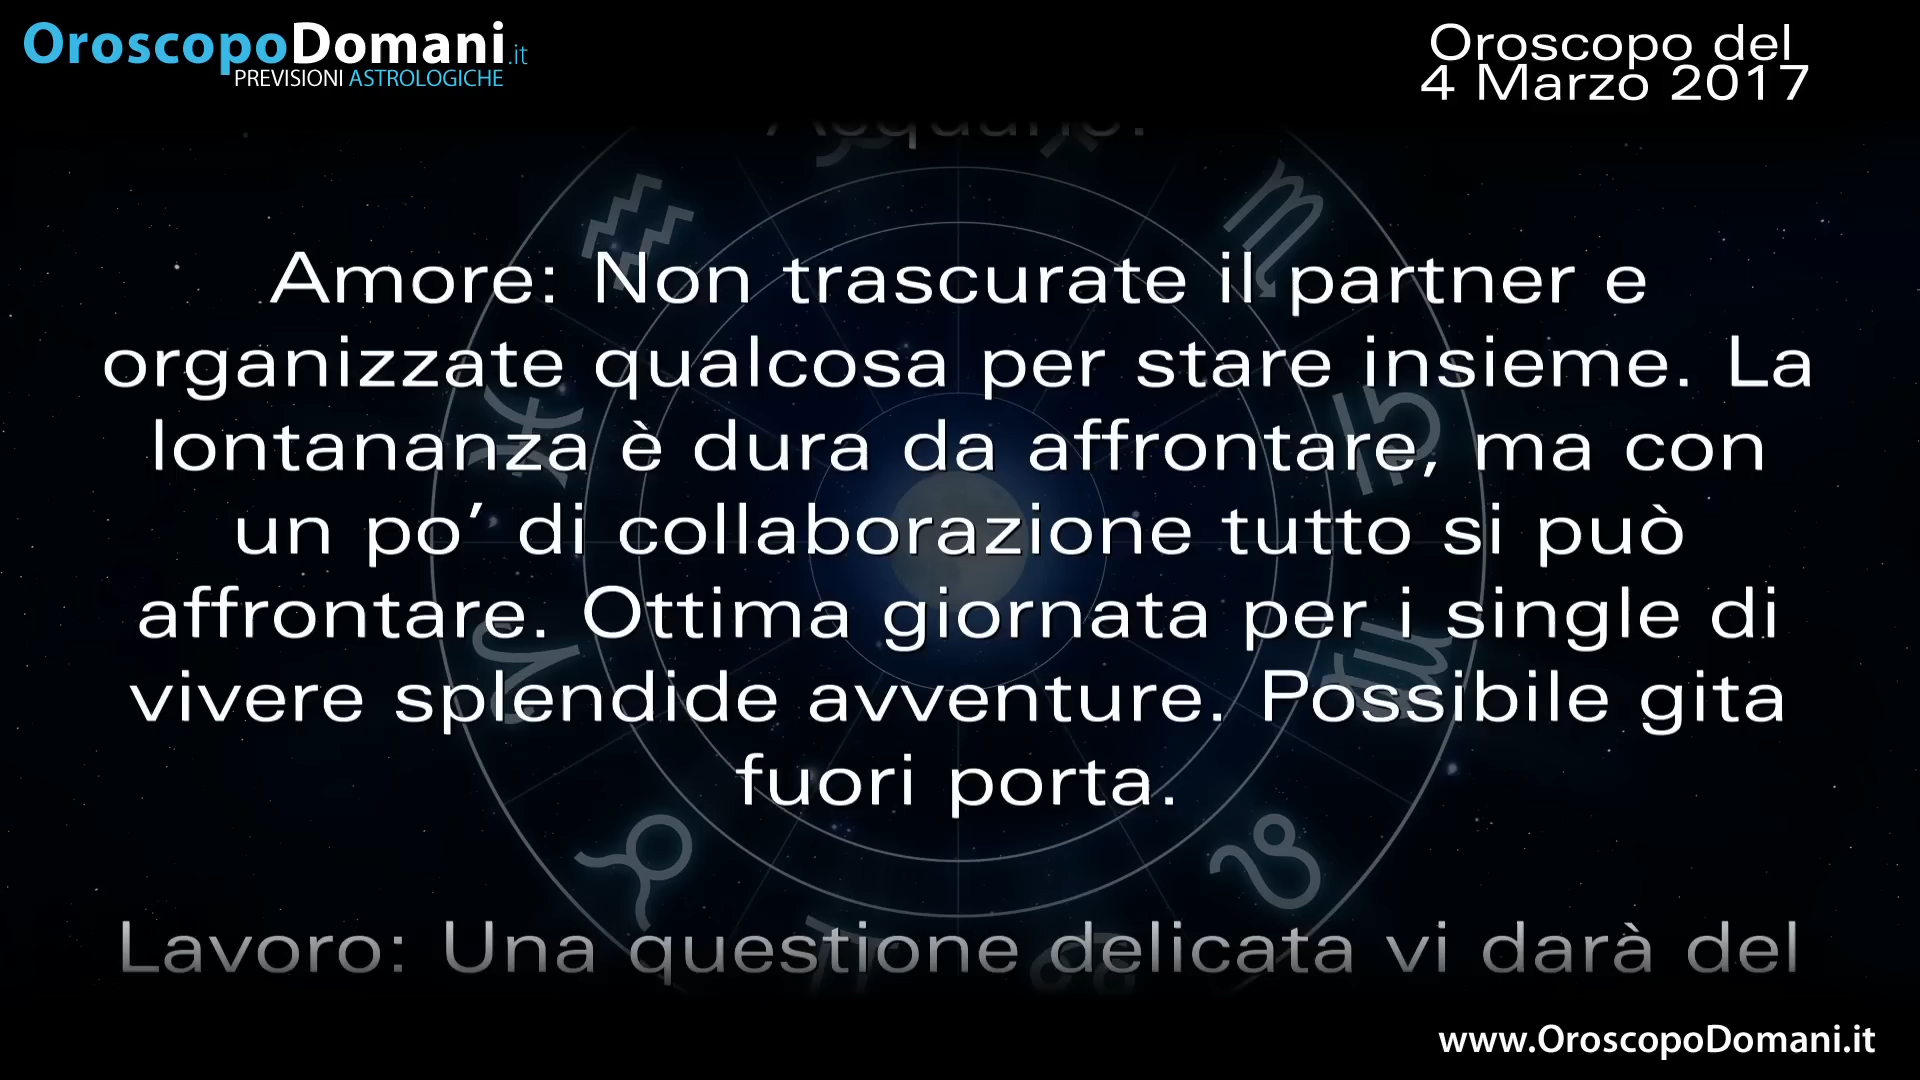 OroscopoDomani.it
PREVISIONI ASTROLOGICHE
Oroscopo del
4 Marzo 2017
Acquario:
Amore: Non trascurate il partner e
organizzate qualcosa per stare insieme. La
lontananza è dura da affrontare, ma con
un po’ di collaborazione tutto si può
affrontare. Ottima giornata per i single di
vivere splendide avventure. Possibile gita
fuori porta.
Lavoro: Una questione delicata vi darà del
www.OroscopoDomani.it